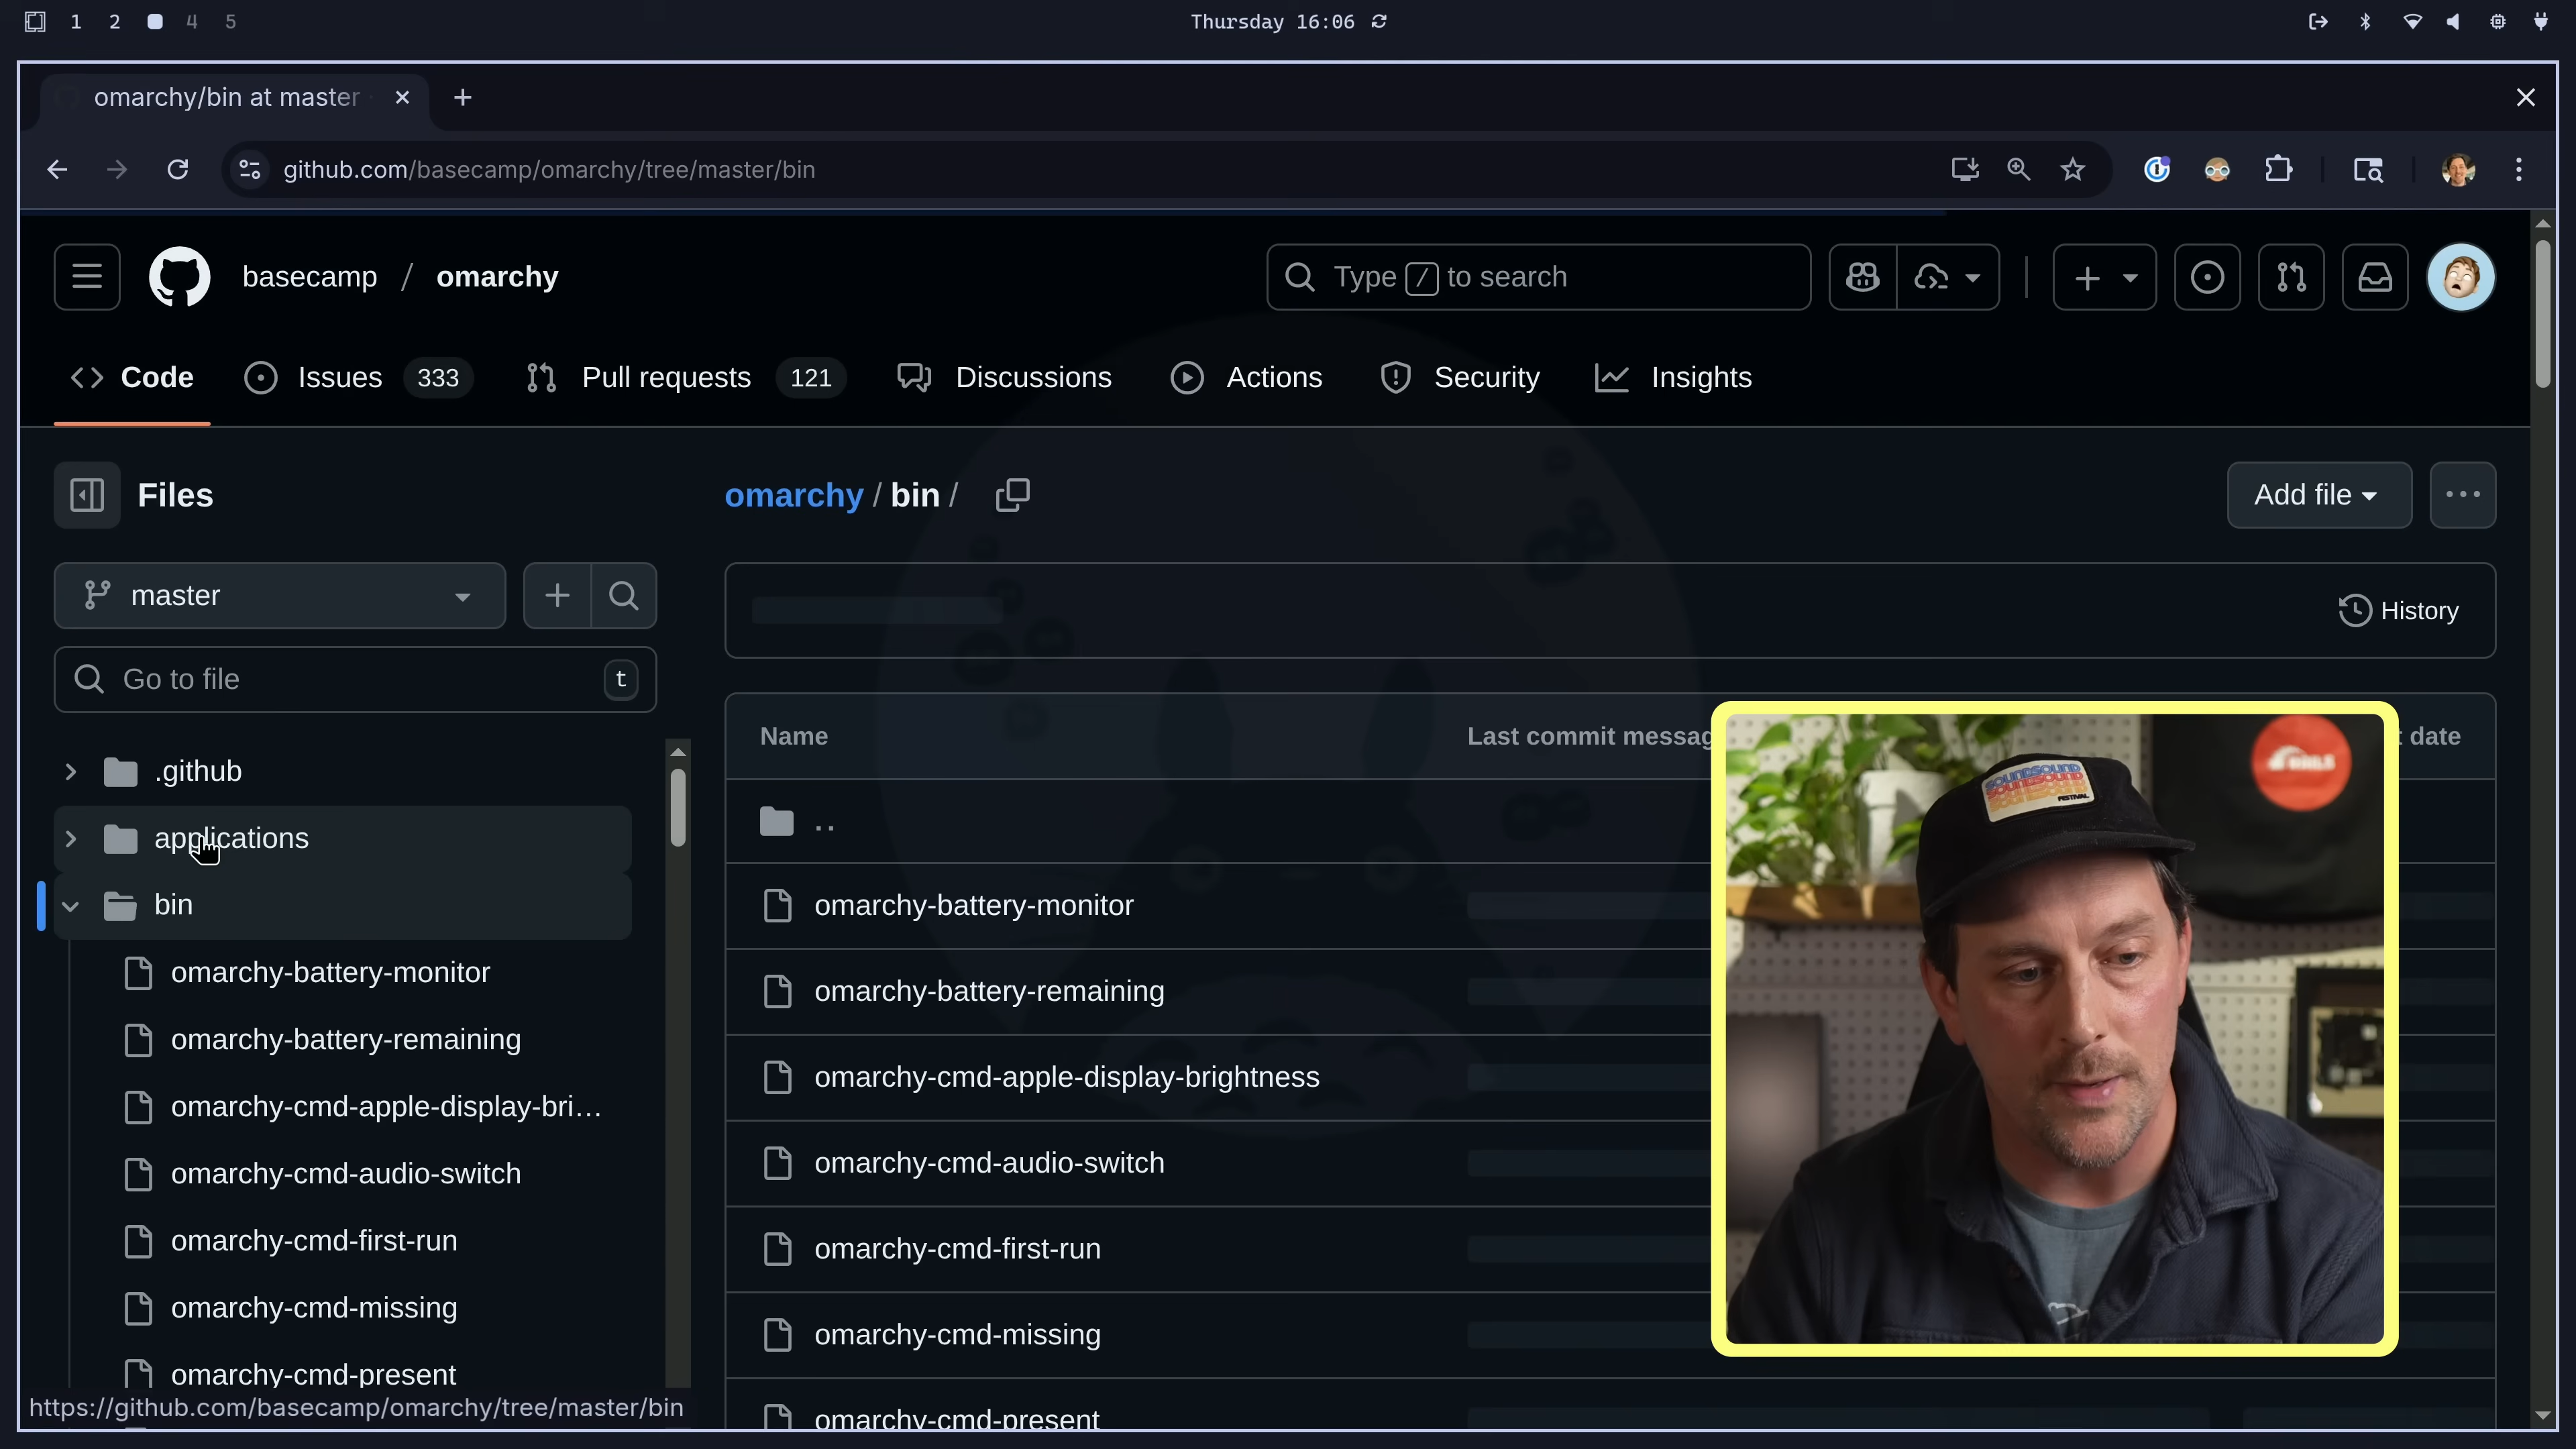 1 2 4 5
Thursday 16:06
omarchy/bin at master
github.com/basecamp/omarchy/tree/master/bin
basecamp / omarchy
Type / to search
Code
Issues 333
Pull requests 121
Discussions
Actions
Security
Insights
Files
omarchy / bin /
Add file
master
History
Go to file
t
Name
Last commit messag
t date
.github
applications
bin
omarchy-battery-monitor
omarchy-battery-remaining
omarchy-cmd-apple-display-bri…
omarchy-cmd-audio-switch
omarchy-cmd-first-run
omarchy-cmd-missing
omarchy-cmd-present
..
omarchy-battery-monitor
omarchy-battery-remaining
omarchy-cmd-apple-display-brightness
omarchy-cmd-audio-switch
omarchy-cmd-first-run
omarchy-cmd-missing
omarchy-cmd-present
SOUNDSOUND
SOUNDSOUND
SOUNDSOUND
FESTIVAL
https://github.com/basecamp/omarchy/tree/master/bin